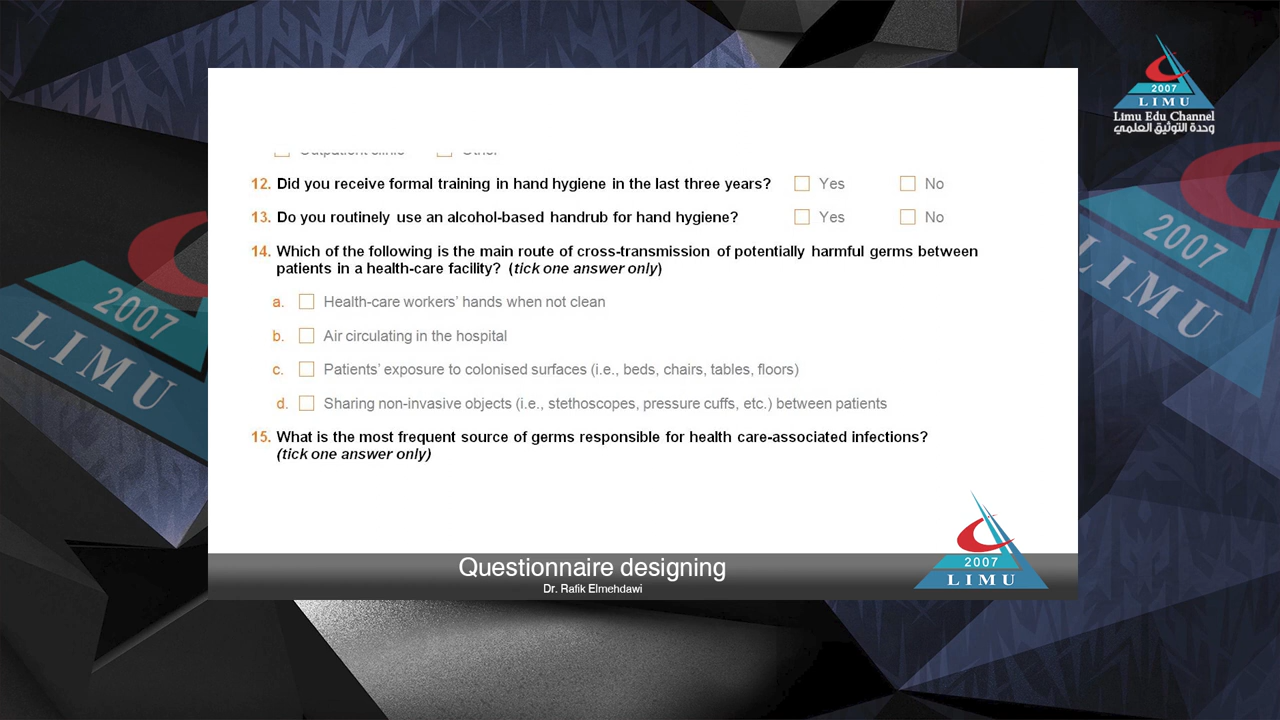 2007
LIMU
Limu Edu Channel
وحدة التوثيق العلمي
Outpatient clinic Other
12. Did you receive formal training in hand hygiene in the last three years? Yes No
13. Do you routinely use an alcohol-based handrub for hand hygiene? Yes No
14. Which of the following is the main route of cross-transmission of potentially harmful germs between
patients in a health-care facility? (tick one answer only)
a. Health-care workers' hands when not clean
b. Air circulating in the hospital
c. Patients' exposure to colonised surfaces (i.e., beds, chairs, tables, floors)
d. Sharing non-invasive objects (i.e., stethoscopes, pressure cuffs, etc.) between patients
15. What is the most frequent source of germs responsible for health care-associated infections?
(tick one answer only)
2007
LIMU
2007
LIMU
Questionnaire designing
Dr. Rafik Elmehdawi
2007
LIMU